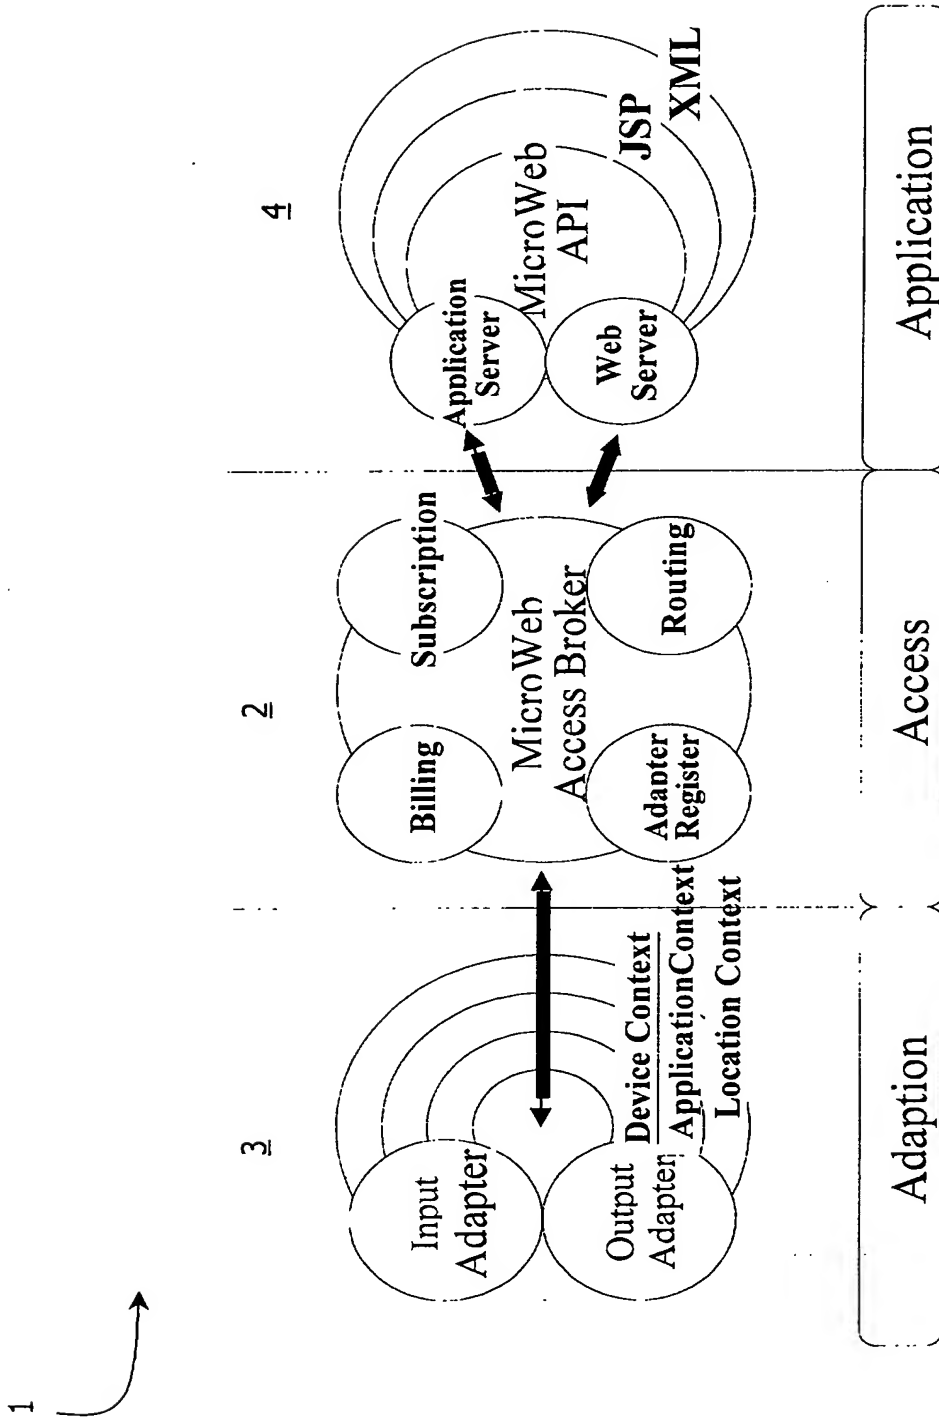 1
3
2
4
Input
Adapter
Output
Adapter
Device Context
ApplicationContext
Location Context
Billing
Subscription
MicroWeb
Access Broker
Adapter
Register
Routing
Application
Server
Web
Server
MicroWeb
API
JSP
XML
Adaption
Access
Application